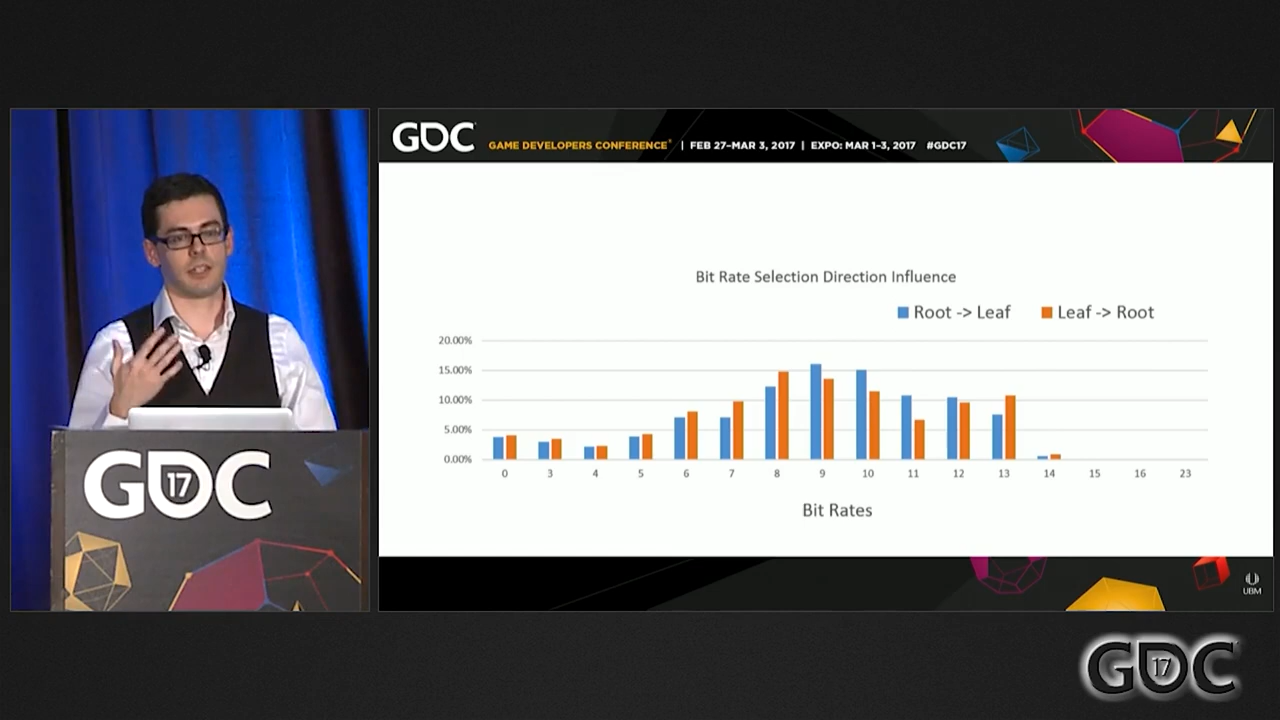 GDC
GAME DEVELOPERS CONFERENCE® | FEB 27–MAR 3, 2017 | EXPO: MAR 1–3, 2017 #GDC17
Bit Rate Selection Direction Influence
Root -> Leaf Leaf -> Root
20.00%
15.00%
10.00%
5.00%
0.00%
0 3 4 5 6 7 8 9 10 11 12 13 14 15 16 23
Bit Rates
GDC
17
UBM
GDC
17